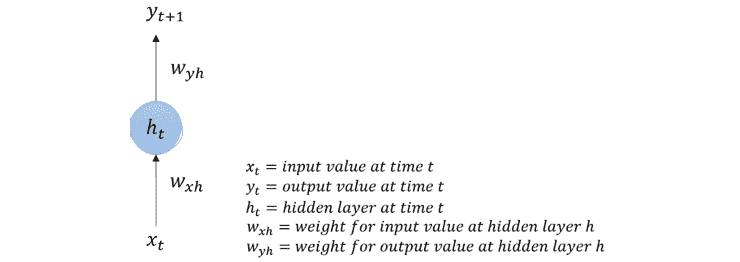 y_{t+1}
w_{yh}
h_t
w_{xh}
x_t
x_t = input value at time t
y_t = output value at time t
h_t = hidden layer at time t
w_{xh} = weight for input value at hidden layer h
w_{yh} = weight for output value at hidden layer h